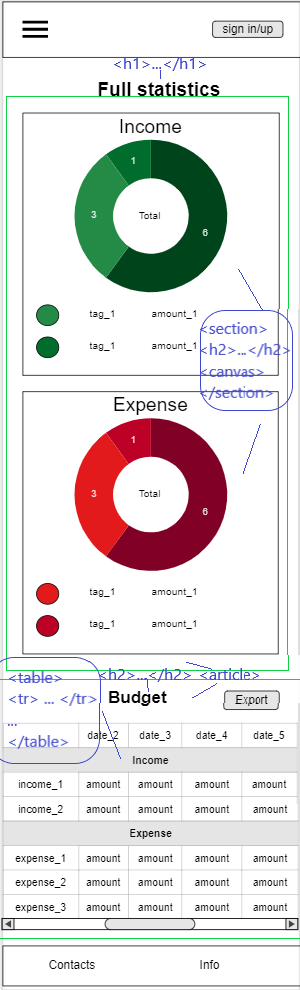 sign in/up
<h1>...</h1>
Full statistics
Income
1
3
Total
6
tag_1 amount_1
tag_1 amount_1
<section>
<h2>...</h2>
<canvas>
</section>
Expense
1
3
Total
6
tag_1 amount_1
tag_1 amount_1
<h2>...</h2> <article>
<table>
<tr> ... </tr>
...
</table>
Budget Export
date_2 date_3 date_4 date_5
Income
income_1 amount amount amount amount
income_2 amount amount amount amount
Expense
expense_1 amount amount amount amount
expense_2 amount amount amount amount
expense_3 amount amount amount amount
Contacts Info